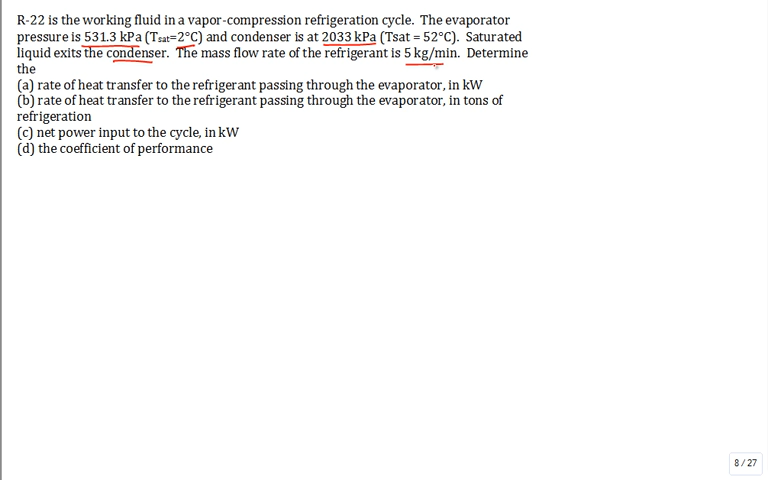 R-22 is the working fluid in a vapor-compression refrigeration cycle.  The evaporator
pressure is 531.3 kPa (Tsat=2°C) and condenser is at 2033 kPa (Tsat = 52°C).  Saturated
liquid exits the condenser.  The mass flow rate of the refrigerant is 5 kg/min.  Determine
the
(a) rate of heat transfer to the refrigerant passing through the evaporator, in kW
(b) rate of heat transfer to the refrigerant passing through the evaporator, in tons of
refrigeration
(c) net power input to the cycle, in kW
(d) the coefficient of performance
8 / 27